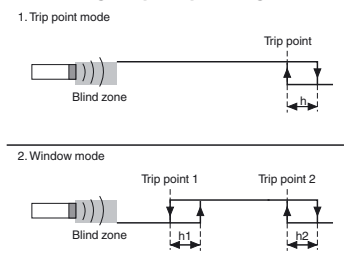 1. Trip point mode
Trip point
Blind zone
h
2. Window mode
Trip point 1
Trip point 2
Blind zone
h1
h2